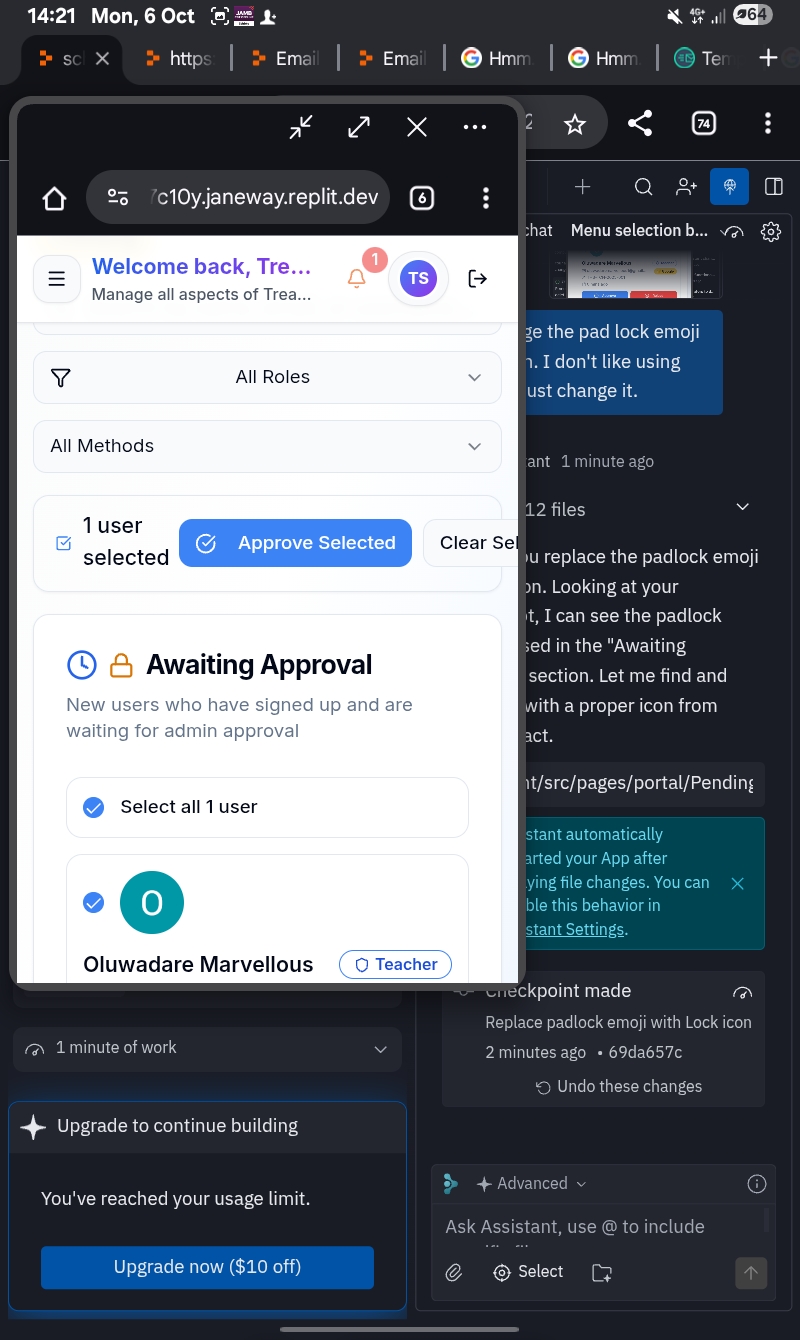 14:21 Mon, 6 Oct
4G+
64
JAMB
scl
https
Email
Email
Hmm.
Hmm.
Tem
2
74
7c10y.janeway.replit.dev
6
Welcome back, Tre...
Manage all aspects of Trea...
1
TS
All Roles
All Methods
1 user
selected
Approve Selected
Clear Sel
Awaiting Approval
New users who have signed up and are
waiting for admin approval
Select all 1 user
O
Oluwadare Marvellous
Teacher
chat
Menu selection b...
Oluwadare Marvellous
ge the pad lock emoji
n. I don't like using
ust change it.
ant 1 minute ago
12 files
ou replace the padlock emoji
on. Looking at your
ot, I can see the padlock
sed in the "Awaiting
section. Let me find and
with a proper icon from
act.
nt/src/pages/portal/Pending
stant automatically
arted your App after
ying file changes. You can
ble this behavior in
stant Settings.
Checkpoint made
Replace padlock emoji with Lock icon
2 minutes ago • 69da657c
Undo these changes
1 minute of work
Upgrade to continue building
You've reached your usage limit.
Upgrade now ($10 off)
Advanced
Ask Assistant, use @ to include
Select